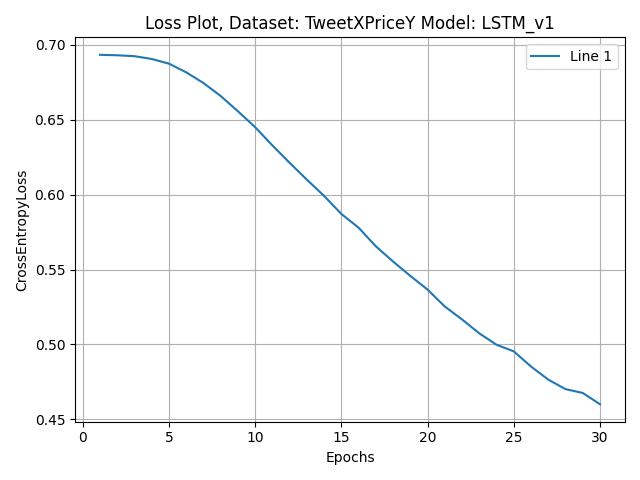 Loss Plot, Dataset: TweetXPriceY Model: LSTM_v1
Line 1
CrossEntropyLoss
0.70
0.65
0.60
0.55
0.50
0.45
0 5 10 15 20 25 30
Epochs